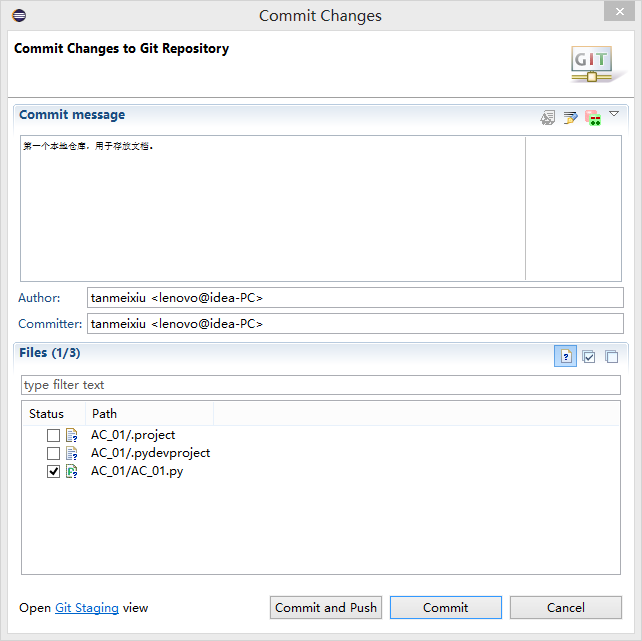 Commit Changes
Commit Changes to Git Repository
GIT
Commit message
第一个本地仓库，用于存放文档。
Author: tanmeixiu <lenovo@idea-PC>
Committer: tanmeixiu <lenovo@idea-PC>
Files (1/3)
type filter text
Status Path
AC_01/.project
AC_01/.pydevproject
AC_01/AC_01.py
Open Git Staging view Commit and Push Commit Cancel